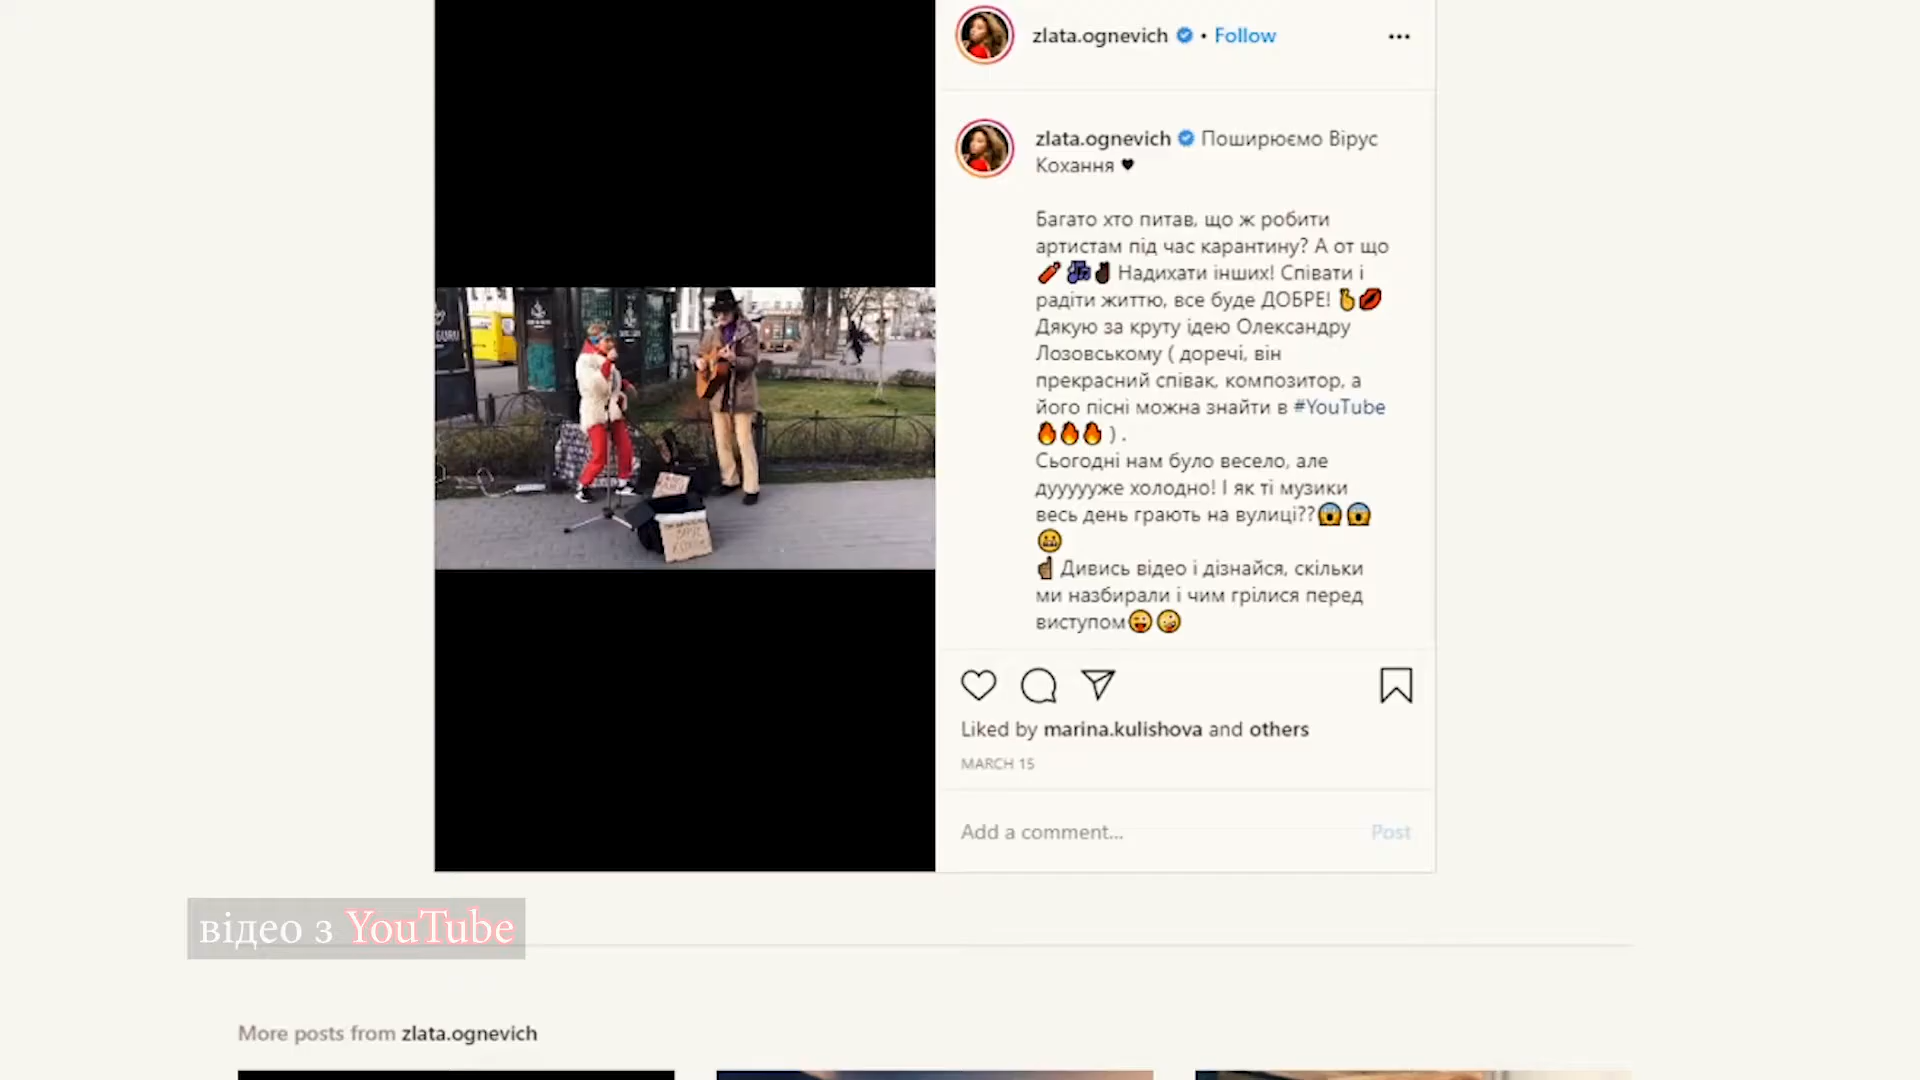 zlata.ognevich • Follow
zlata.ognevich Поширюємо Вірус
Кохання ♥
Багато хто питав, що ж робити
артистам під час карантину? А от що
🧨🎶🤞🏿 Надихати інших! Співати і
радіти життю, все буде ДОБРЕ! 🫰💋
Дякую за круту ідею Олександру
Лозовському ( доречі, він
прекрасний співак, композитор, а
його пісні можна знайти в #YouTube
🔥🔥🔥 ) .
Сьогодні нам було весело, але
дуууууже холодно! І як ті музики
весь день грають на вулиці??😱😱
😬
☝🏽 Дивись відео і дізнайся, скільки
ми назбирали і чим грілися перед
виступом😜🤪
Liked by marina.kulishova and others
MARCH 15
Add a comment... Post
відео з YouTube
More posts from zlata.ognevich